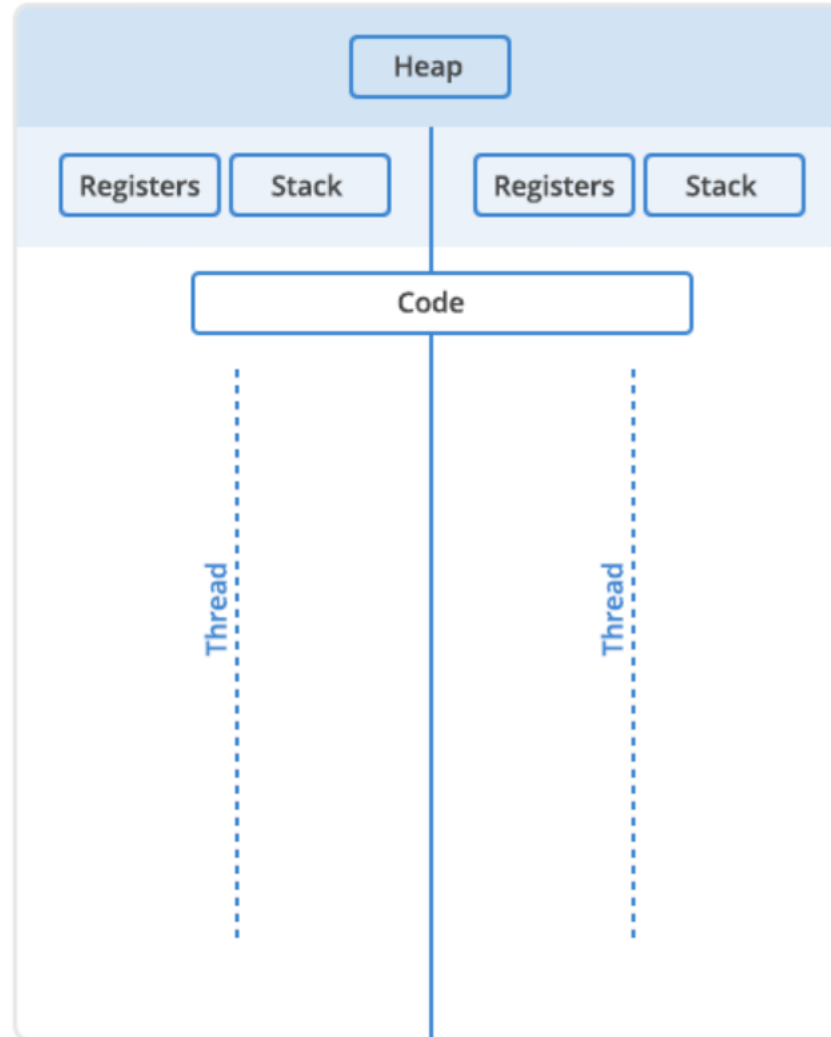 Heap
Registers
Stack
Registers
Stack
Code
Thread
Thread